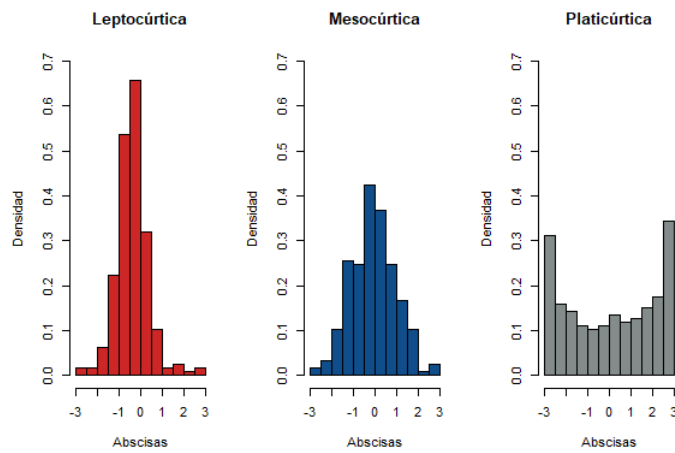 Leptocúrtica
Mesocúrtica
Platicúrtica
0.7
0.6
0.5
0.4
0.3
0.2
0.1
0.0
Densidad
-3 -1 0 1 2 3
Abscisas
0.7
0.6
0.5
0.4
0.3
0.2
0.1
0.0
Densidad
-3 -1 0 1 2 3
Abscisas
0.7
0.6
0.5
0.4
0.3
0.2
0.1
0.0
Densidad
-3 -1 0 1 2 3
Abscisas